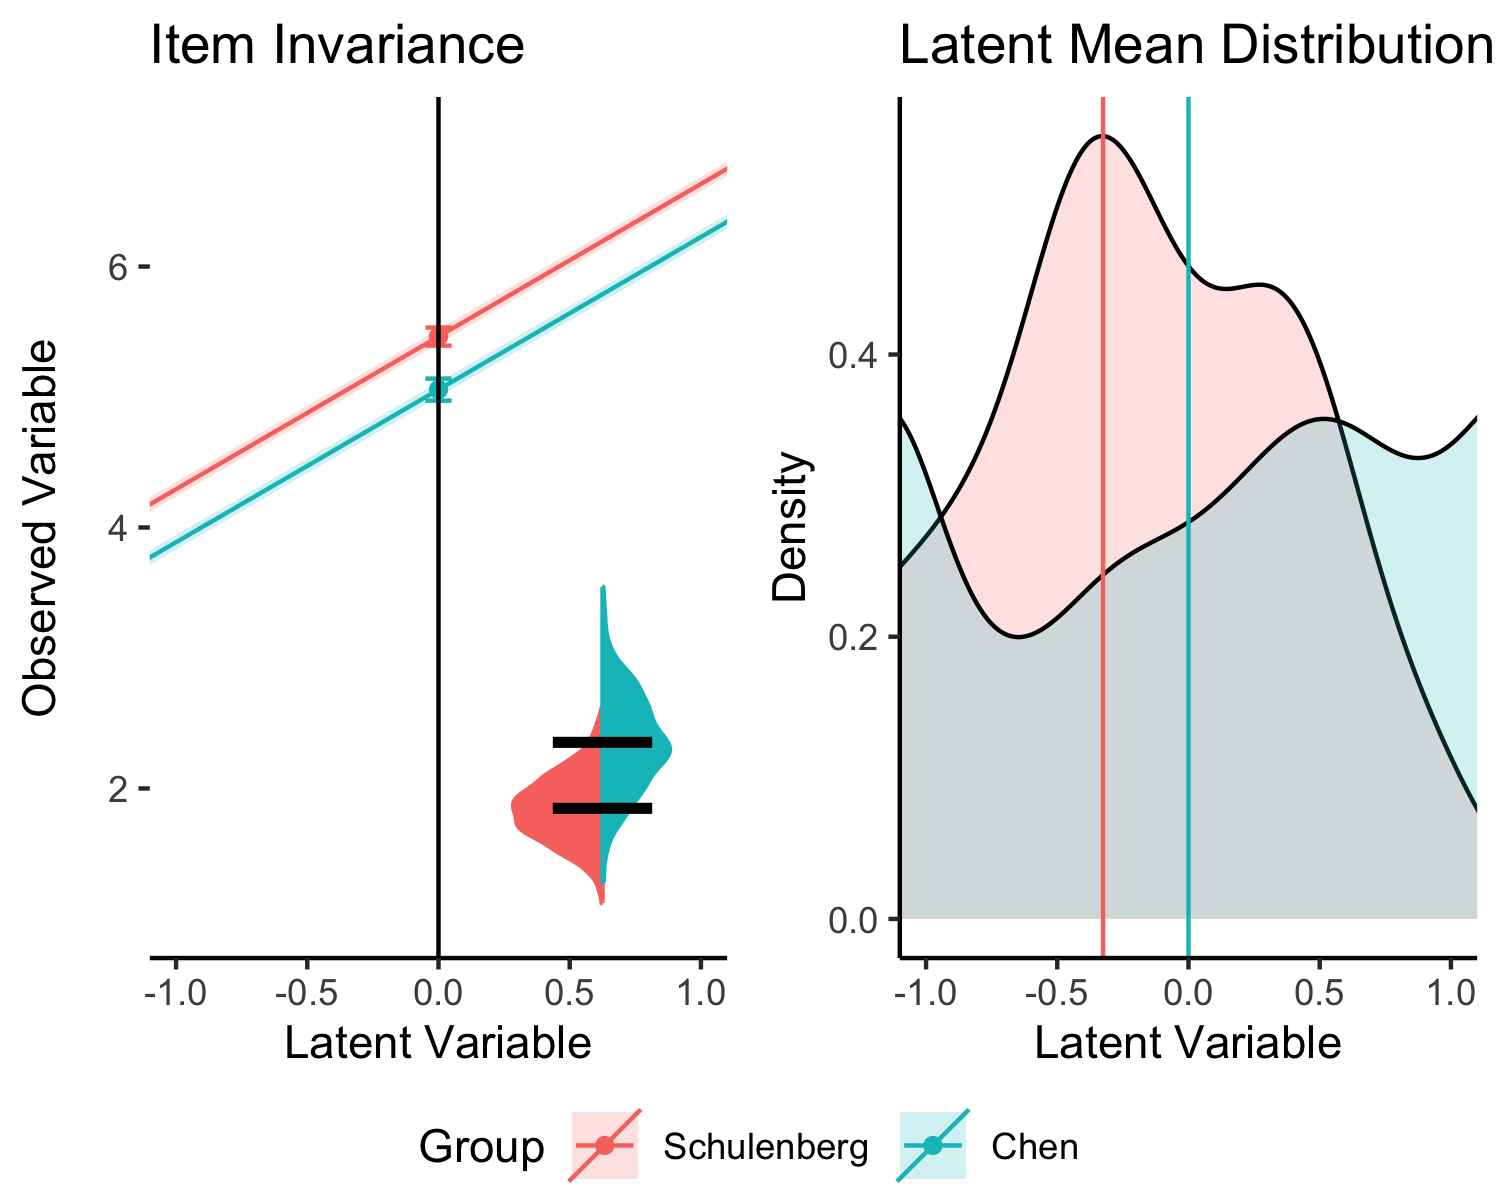 Item Invariance
Latent Mean Distribution
Observed Variable
6
4
2
-1.0 -0.5 0.0 0.5 1.0
Latent Variable
Density
0.4
0.2
0.0
-1.0 -0.5 0.0 0.5 1.0
Latent Variable
Group Schulenberg Chen